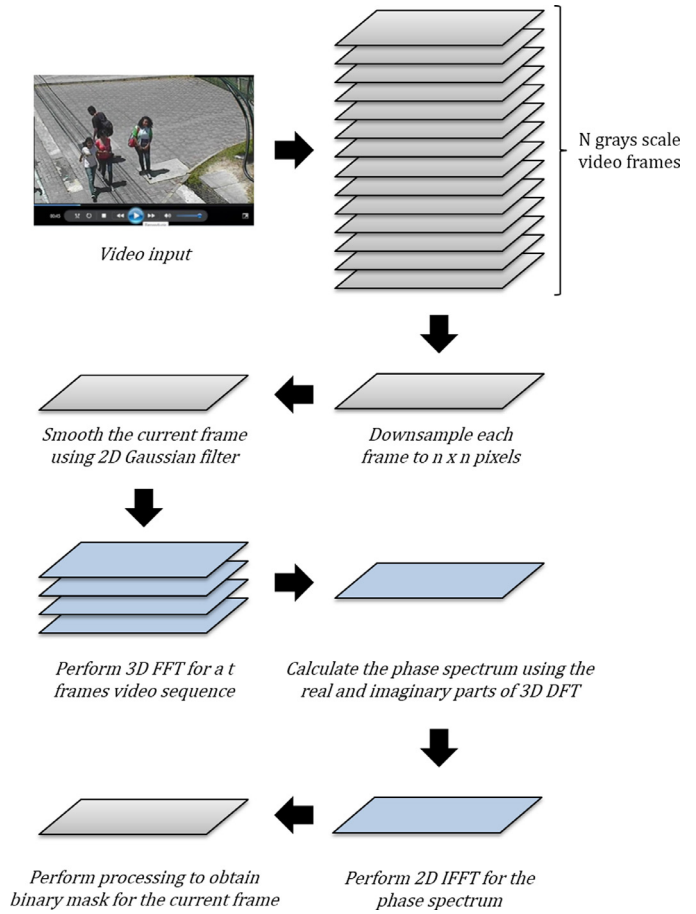 N grays scale
video frames
Video input
Smooth the current frame
using 2D Gaussian filter
Downsample each
frame to n x n pixels
Perform 3D FFT for a t
frames video sequence
Calculate the phase spectrum using the
real and imaginary parts of 3D DFT
Perform processing to obtain
binary mask for the current frame
Perform 2D IFFT for the
phase spectrum